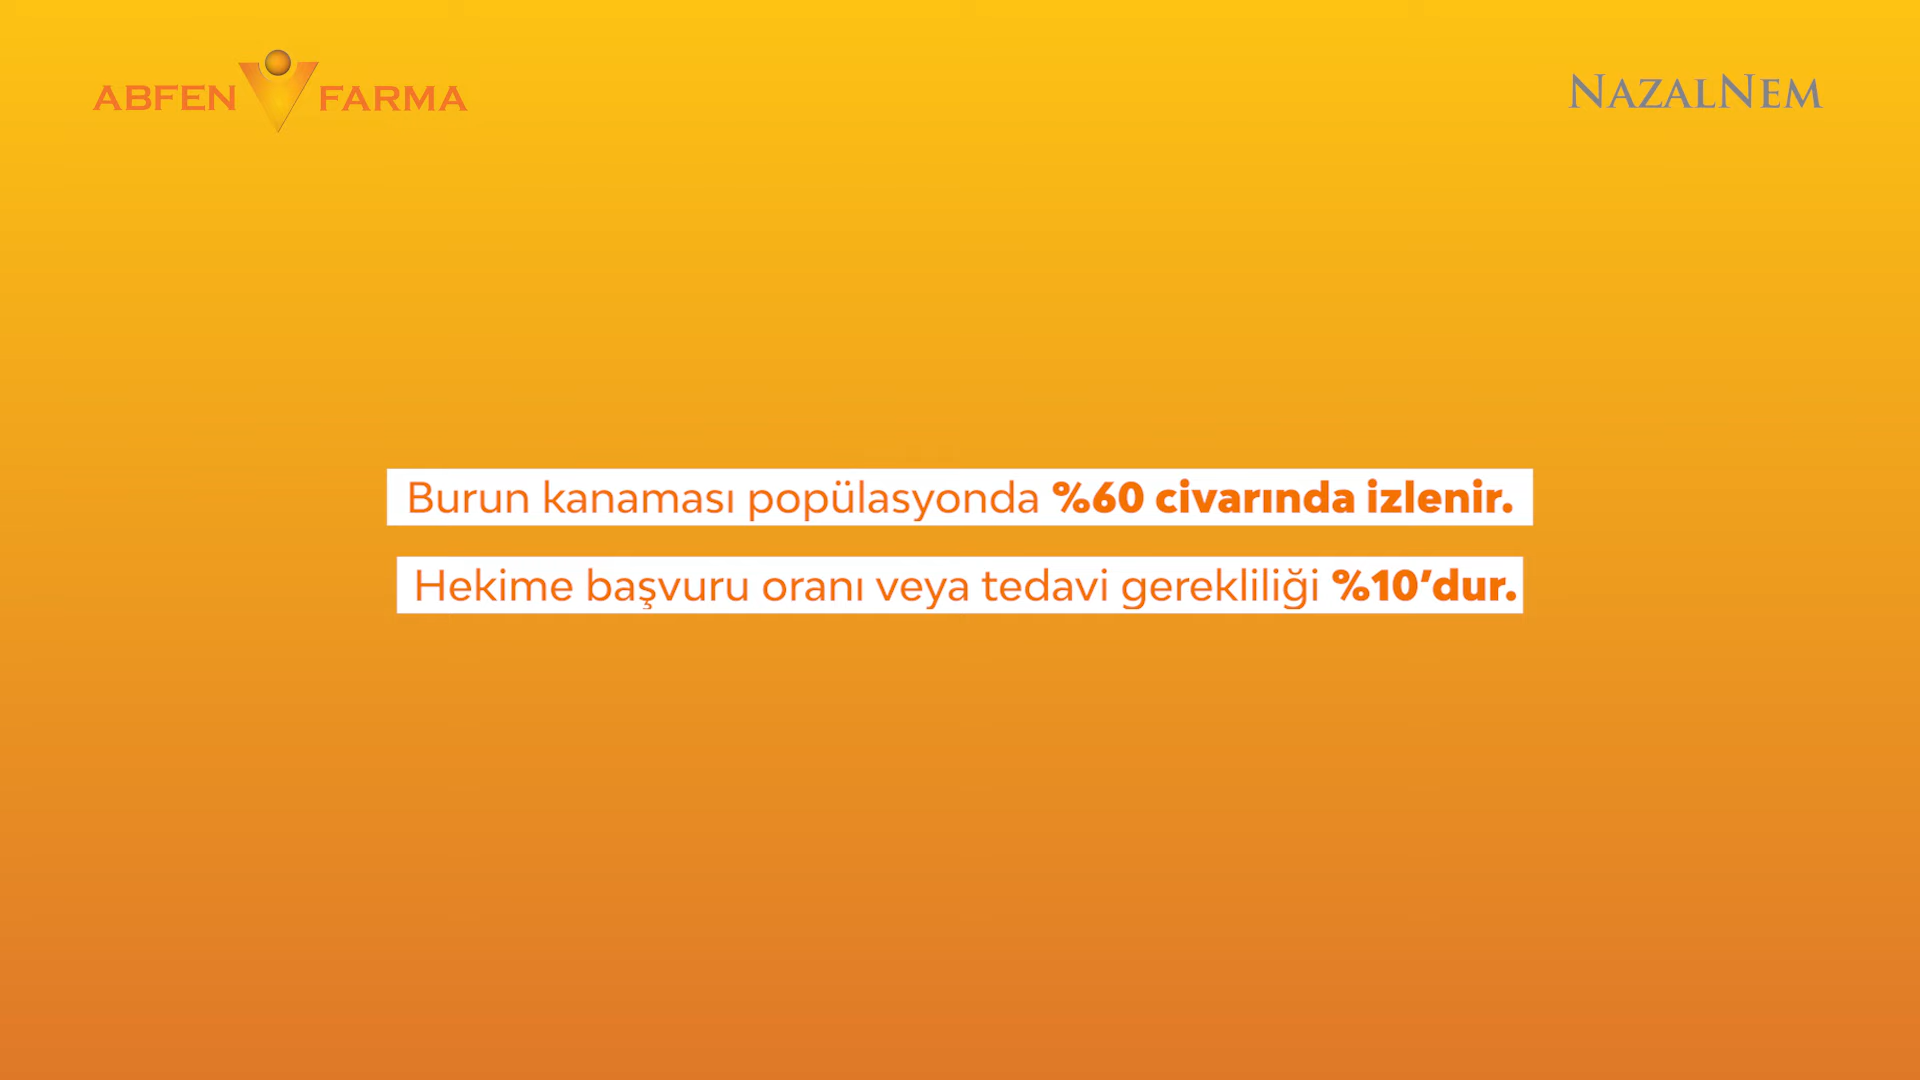 ABFEN FARMA
NAZALNEM
Burun kanaması popülasyonda %60 civarında izlenir.
Hekime başvuru oranı veya tedavi gerekliliği %10’dur.